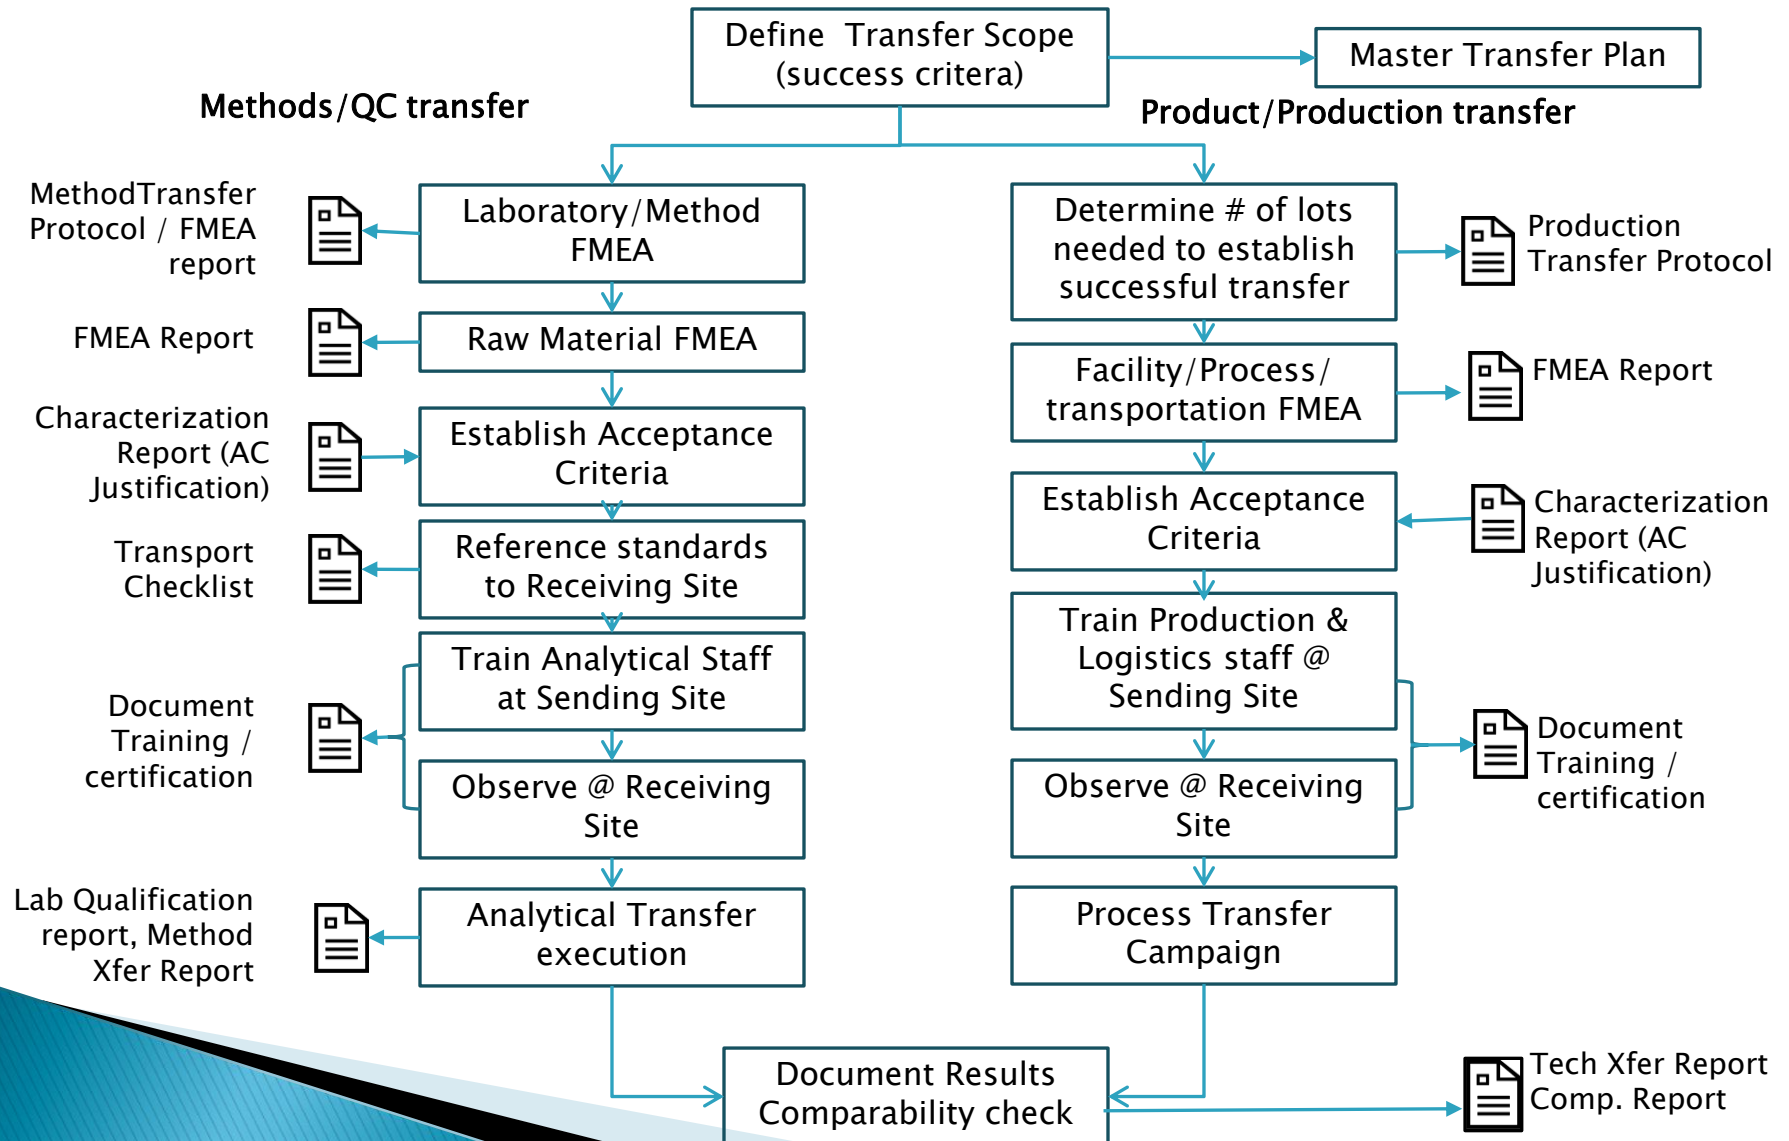 Define  Transfer Scope
(success critera)
Master Transfer Plan
Methods/QC transfer
Product/Production transfer
MethodTransfer
Protocol / FMEA
report
Laboratory/Method
FMEA
Determine # of lots
needed to establish
successful transfer
Production
Transfer Protocol
FMEA Report
Raw Material FMEA
Facility/Process/
transportation FMEA
FMEA Report
Characterization
Report (AC
Justification)
Establish Acceptance
Criteria
Establish Acceptance
Criteria
Characterization
Report (AC
Justification)
Transport
Checklist
Reference standards
to Receiving Site
Train Analytical Staff
at Sending Site
Train Production &
Logistics staff @
Sending Site
Document
Training /
certification
Observe @ Receiving
Site
Observe @ Receiving
Site
Document
Training /
certification
Lab Qualification
report, Method
Xfer Report
Analytical Transfer
execution
Process Transfer
Campaign
Document Results
Comparability check
Tech Xfer Report
Comp. Report